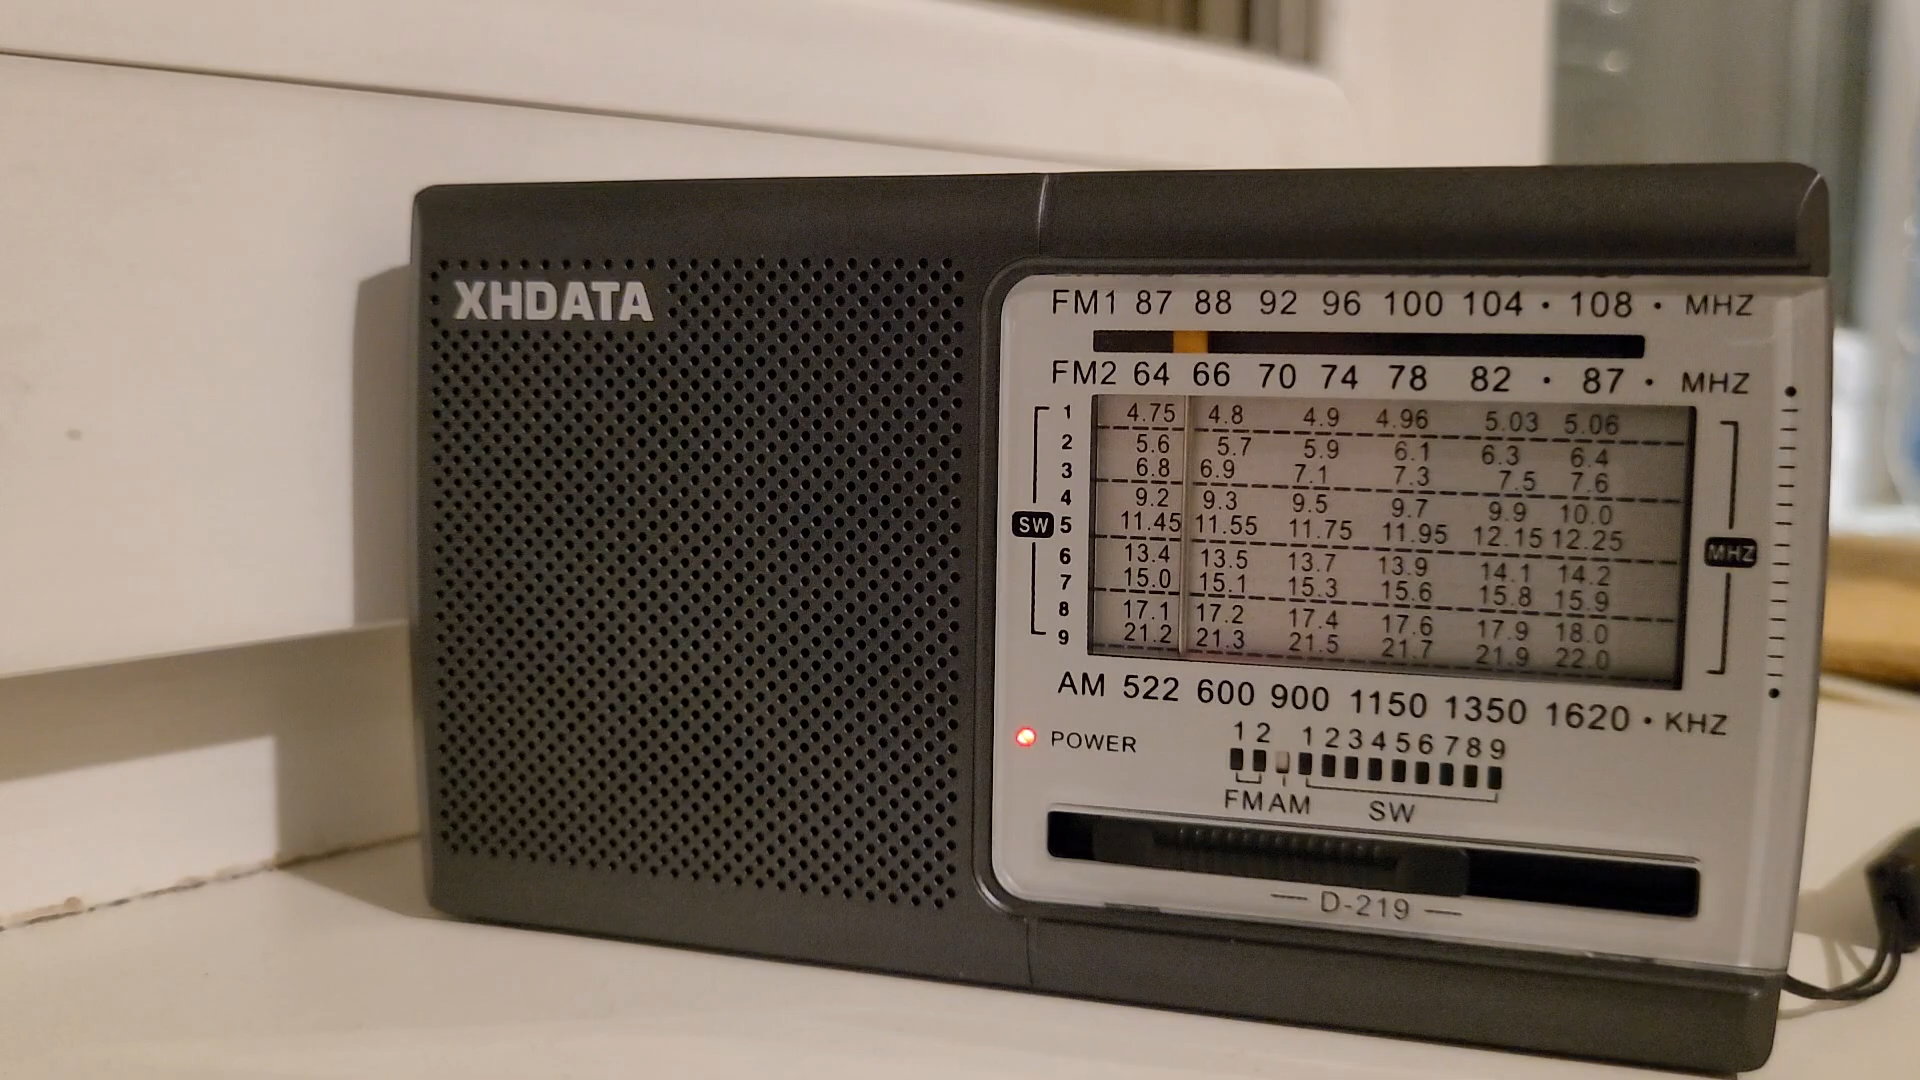 XHDATA
FM1 87 88 92 96 100 104 · 108 · MHZ
FM2 64 66 70 74 78 82 · 87 · MHZ
1 4.75 4.8 4.9 4.96 5.03 5.06
2 5.6 5.7 5.9 6.1 6.3 6.4
3 6.8 6.9 7.1 7.3 7.5 7.6
4 9.2 9.3 9.5 9.7 9.9 10.0
SW 5 11.45 11.55 11.75 11.95 12.15 12.25 MHZ
6 13.4 13.5 13.7 13.9 14.1 14.2
7 15.0 15.1 15.3 15.6 15.8 15.9
8 17.1 17.2 17.4 17.6 17.9 18.0
9 21.2 21.3 21.5 21.7 21.9 22.0
AM 522 600 900 1150 1350 1620 · KHZ
POWER
1 2 1 2 3 4 5 6 7 8 9
FM AM SW
— D-219 —